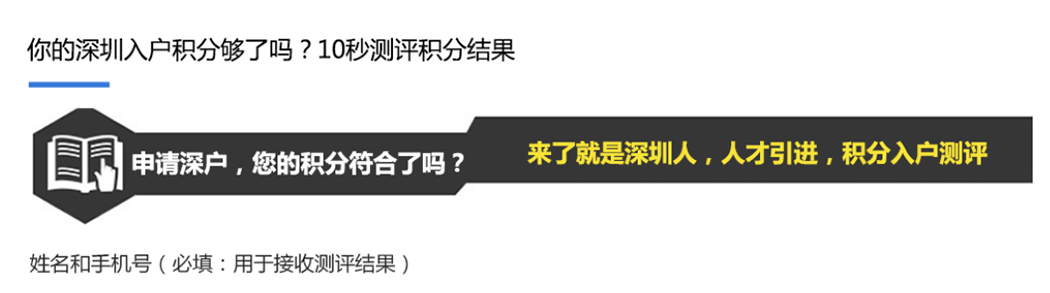 你的深圳入户积分够了吗？10秒测评积分结果
申请深户，您的积分符合了吗？
来了就是深圳人，人才引进，积分入户测评
姓名和手机号（必填：用于接收测评结果）